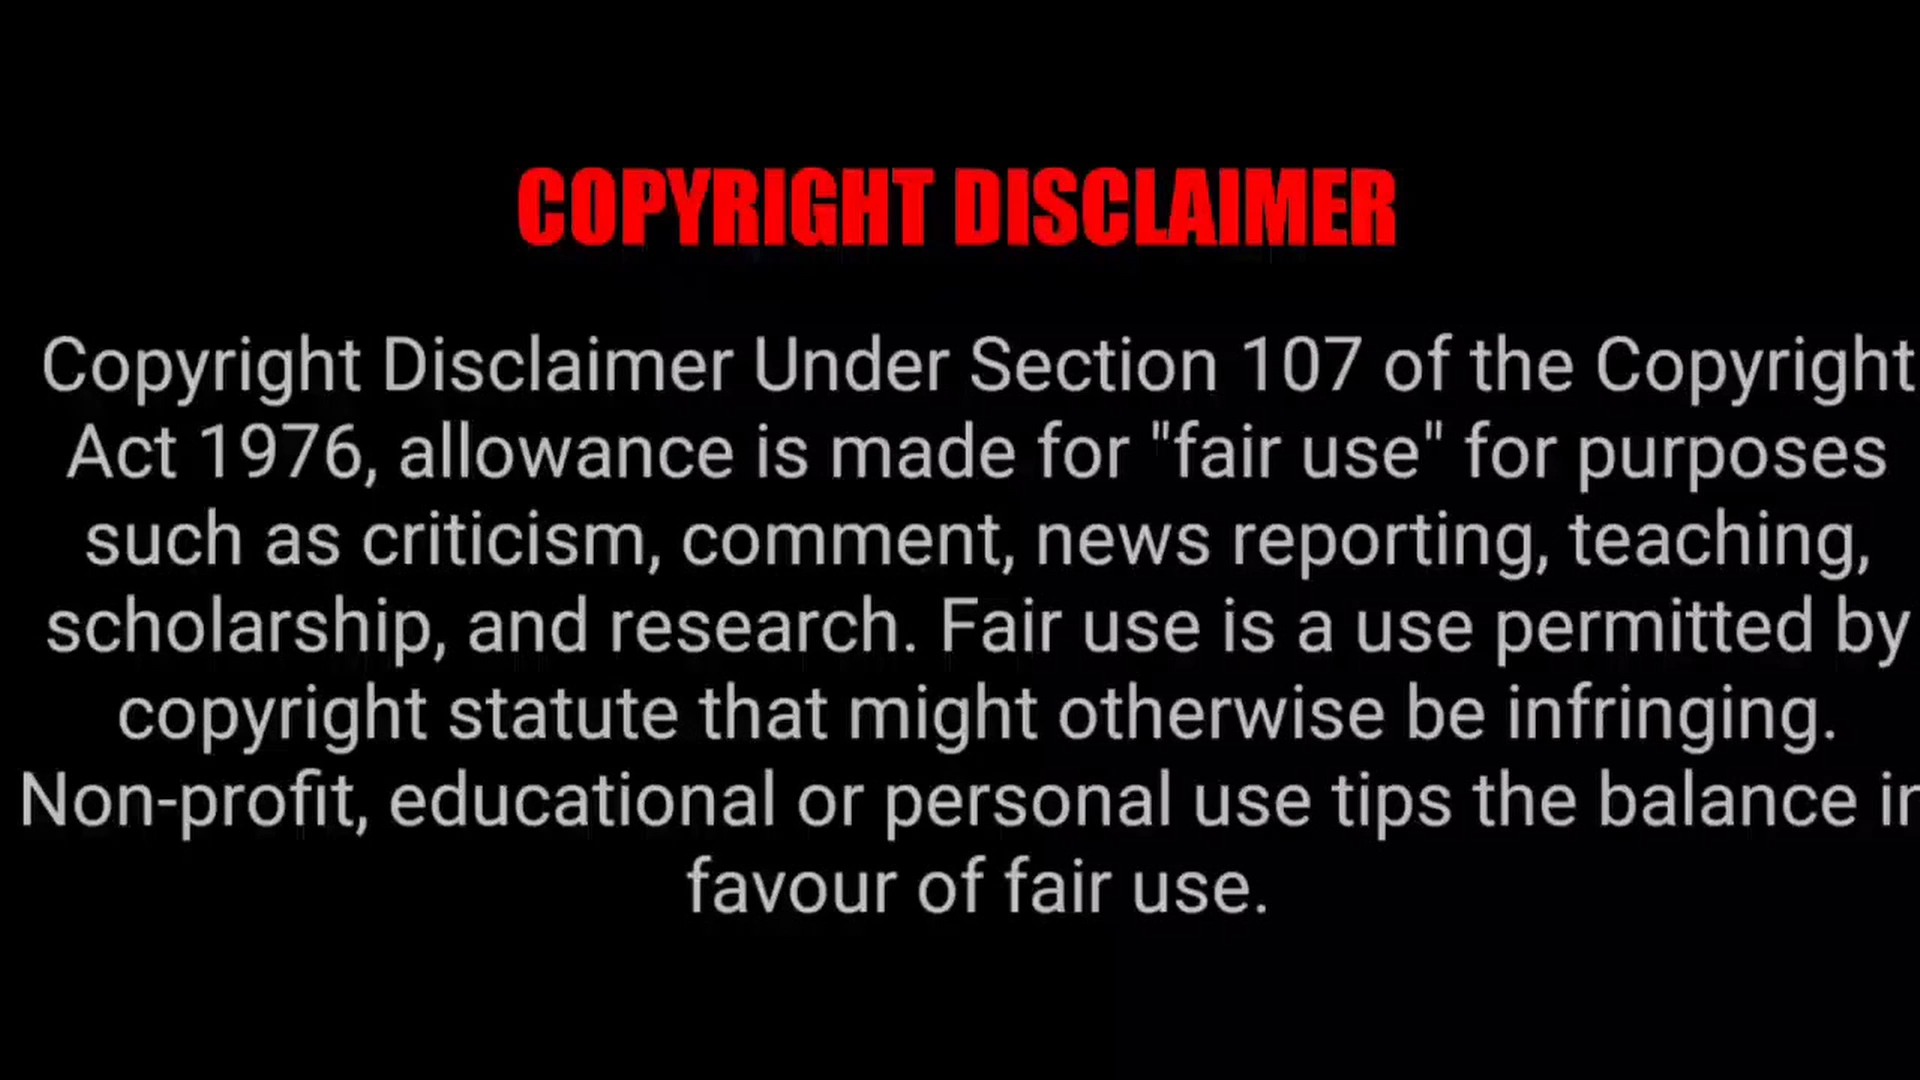 COPYRIGHT DISCLAIMER
Copyright Disclaimer Under Section 107 of the Copyright
Act 1976, allowance is made for "fair use" for purposes
such as criticism, comment, news reporting, teaching,
scholarship, and research. Fair use is a use permitted by
copyright statute that might otherwise be infringing.
Non-profit, educational or personal use tips the balance in
favour of fair use.